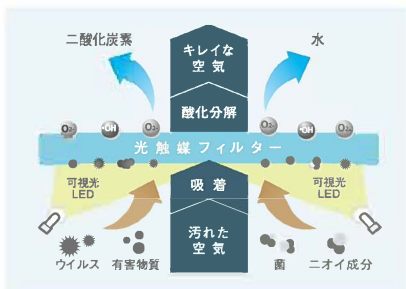 二酸化炭素
キレイな
空気
水
酸化分解
O2- ·OH O2-
O2- ·OH O2-
光触媒フィルター
可視光
LED
吸着
可視光
LED
汚れた
空気
ウイルス
有害物質
菌
ニオイ成分